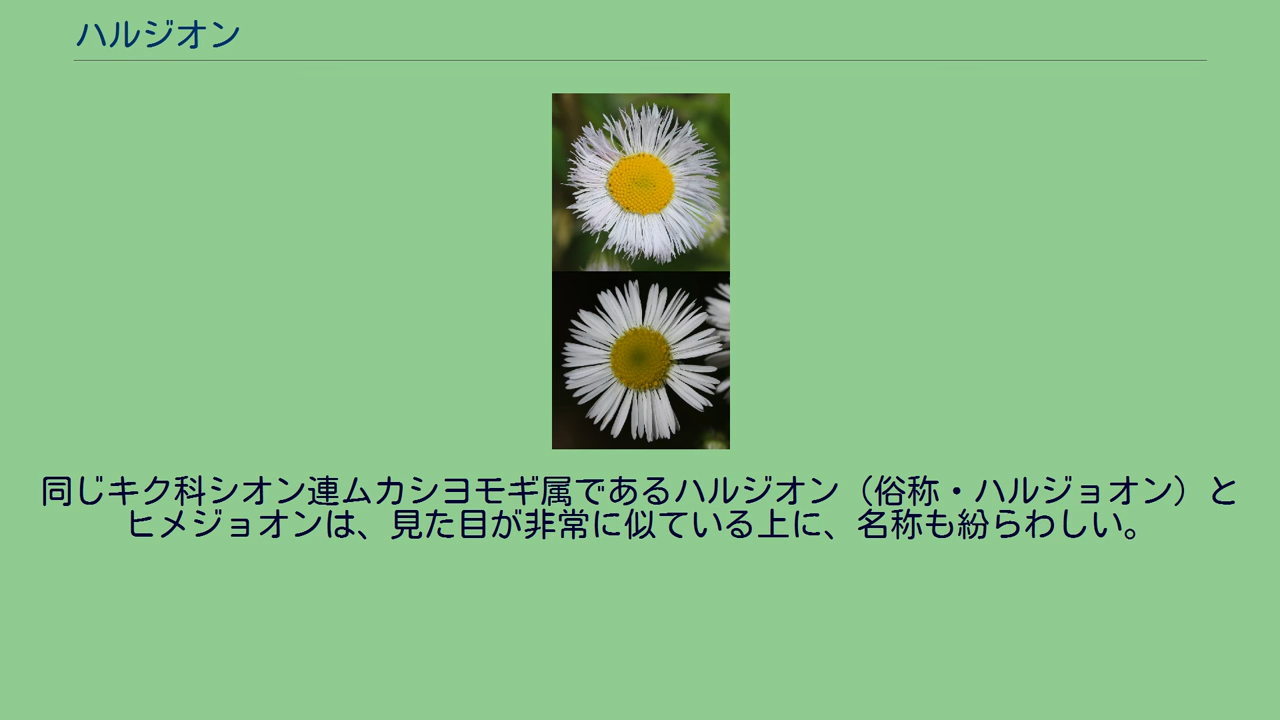 ハルジオン
同じキク科シオン連ムカシヨモギ属であるハルジオン（俗称・ハルジョオン）と
ヒメジョオンは、見た目が非常に似ている上に、名称も紛らわしい。